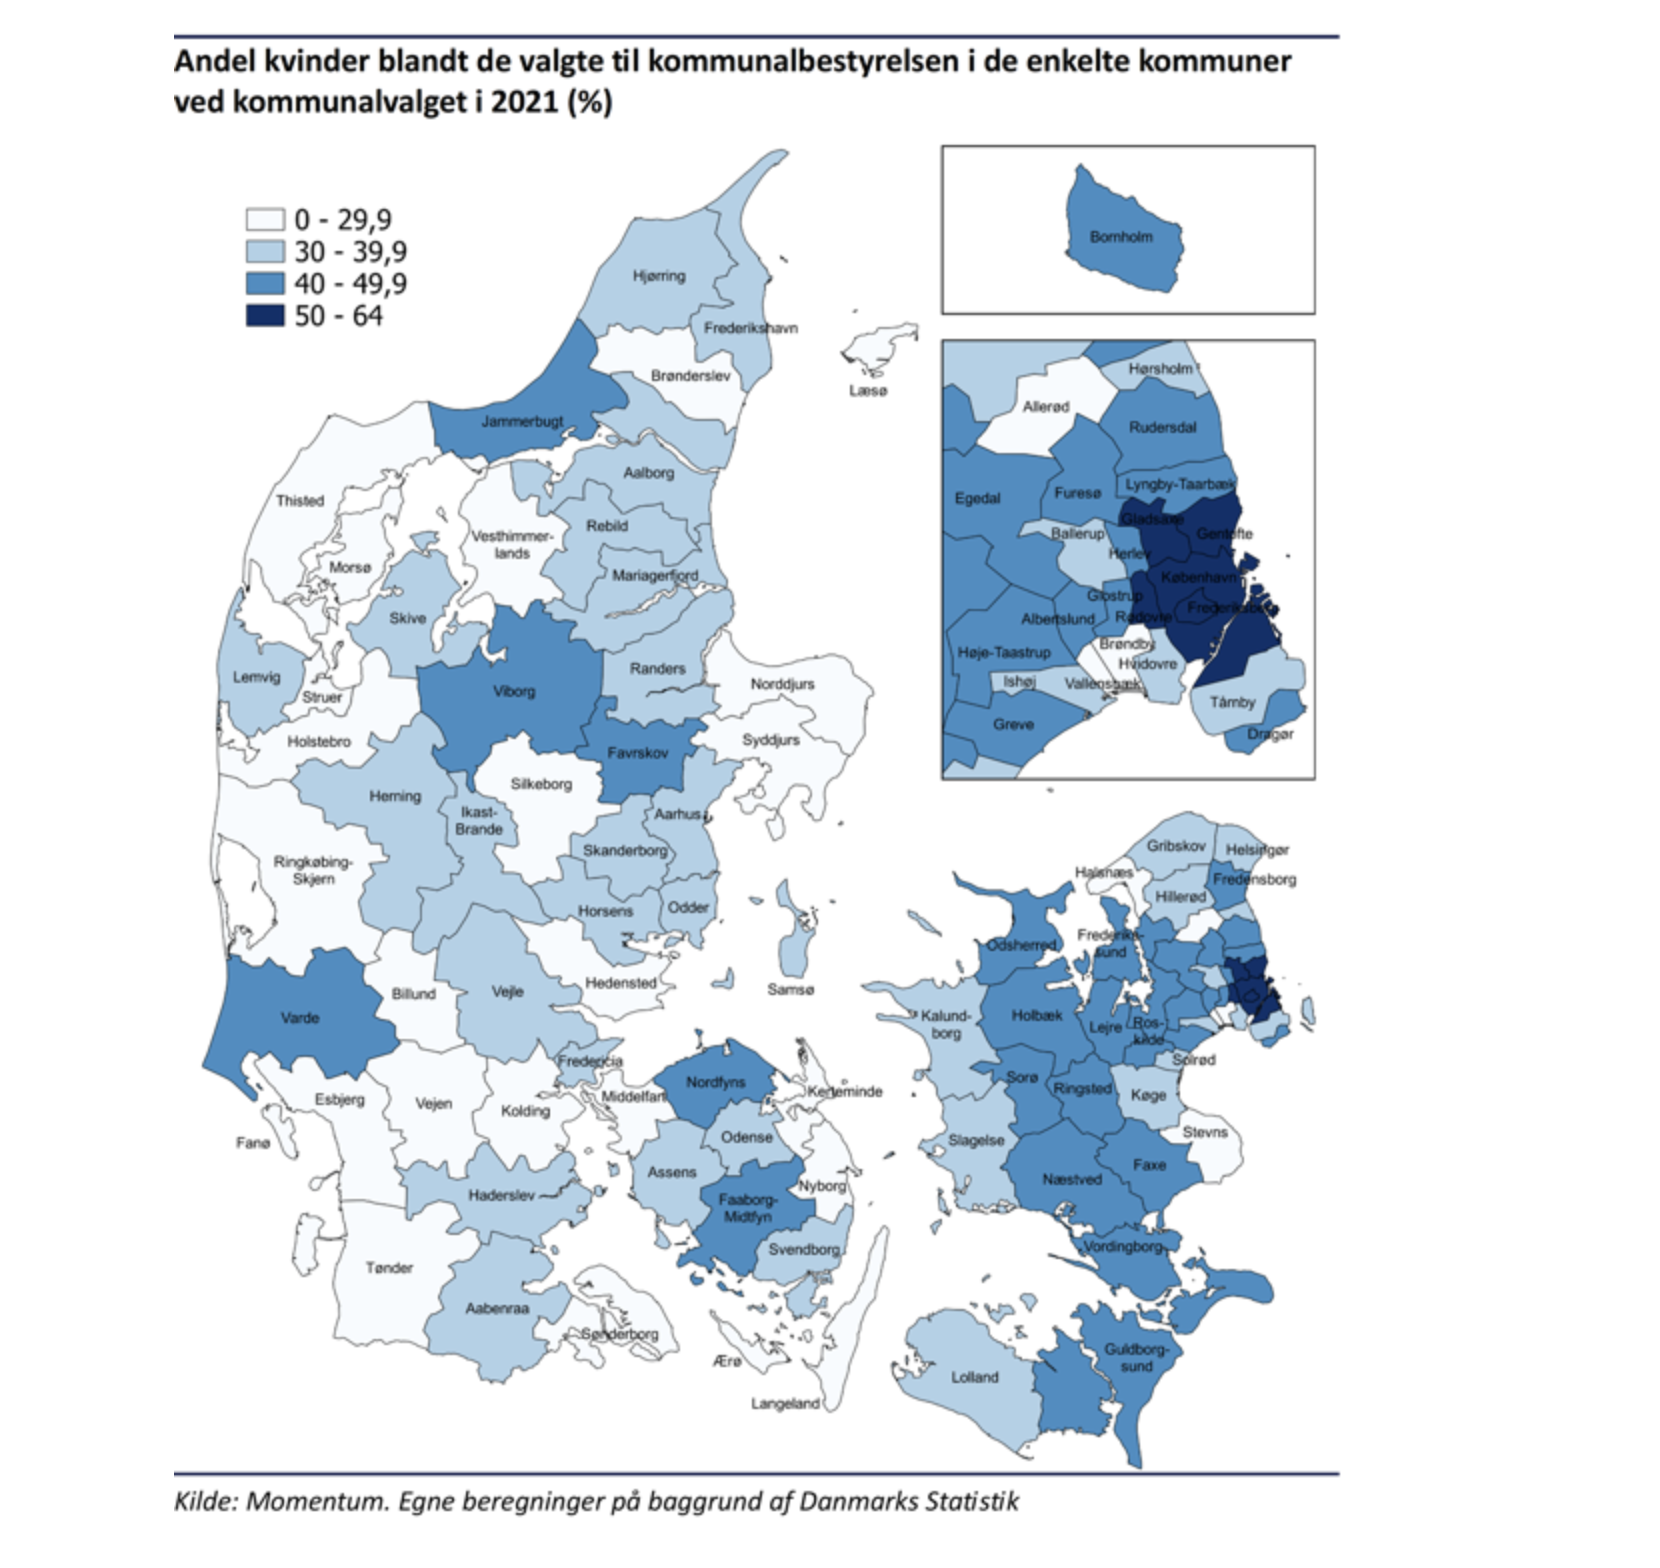 Andel kvinder blandt de valgte til kommunalbestyrelsen i de enkelte kommuner
ved kommunalvalget i 2021 (%)
0 - 29,9
30 - 39,9
40 - 49,9
50 - 64
Hjørring
Frederikshavn
Brønderslev
Læsø
Jammerbugt
Aalborg
Thisted
Rebild
Vesthimmer-
lands
Morsø
Mariagerfjord
Skive
Lemvig
Struer
Viborg
Randers
Norddjurs
Holstebro
Favrskov
Syddjurs
Silkeborg
Herning
Ikast-
Brande
Aarhus
Skanderborg
Ringkøbing-
Skjern
Horsens
Odder
Hedensted
Samsø
Billund
Vejle
Varde
Fredericia
Esbjerg
Vejen
Kolding
Middelfart
Nordfyns
Kerteminde
Fanø
Odense
Assens
Haderslev
Faaborg-
Midtfyn
Nyborg
Svendborg
Tønder
Aabenraa
Sønderborg
Ærø
Langeland
Bornholm
Hørsholm
Allerød
Rudersdal
Lyngby-Taarbæk
Egedal
Furesø
Gladsaxe
Gentofte
Ballerup
Herlev
København
Glostrup
Frederiksberg
Albertslund
Rødovre
Brøndby
Høje-Taastrup
Hvidovre
Ishøj
Vallensbæk
Tårnby
Greve
Dragør
Gribskov
Helsingør
Halsnæs
Fredensborg
Hillerød
Odsherred
Frederiks-
sund
Kalund-
borg
Holbæk
Lejre
Ros-
kilde
Solrød
Sorø
Ringsted
Køge
Slagelse
Stevns
Næstved
Faxe
Vordingborg
Guldborg-
sund
Lolland
Kilde: Momentum. Egne beregninger på baggrund af Danmarks Statistik